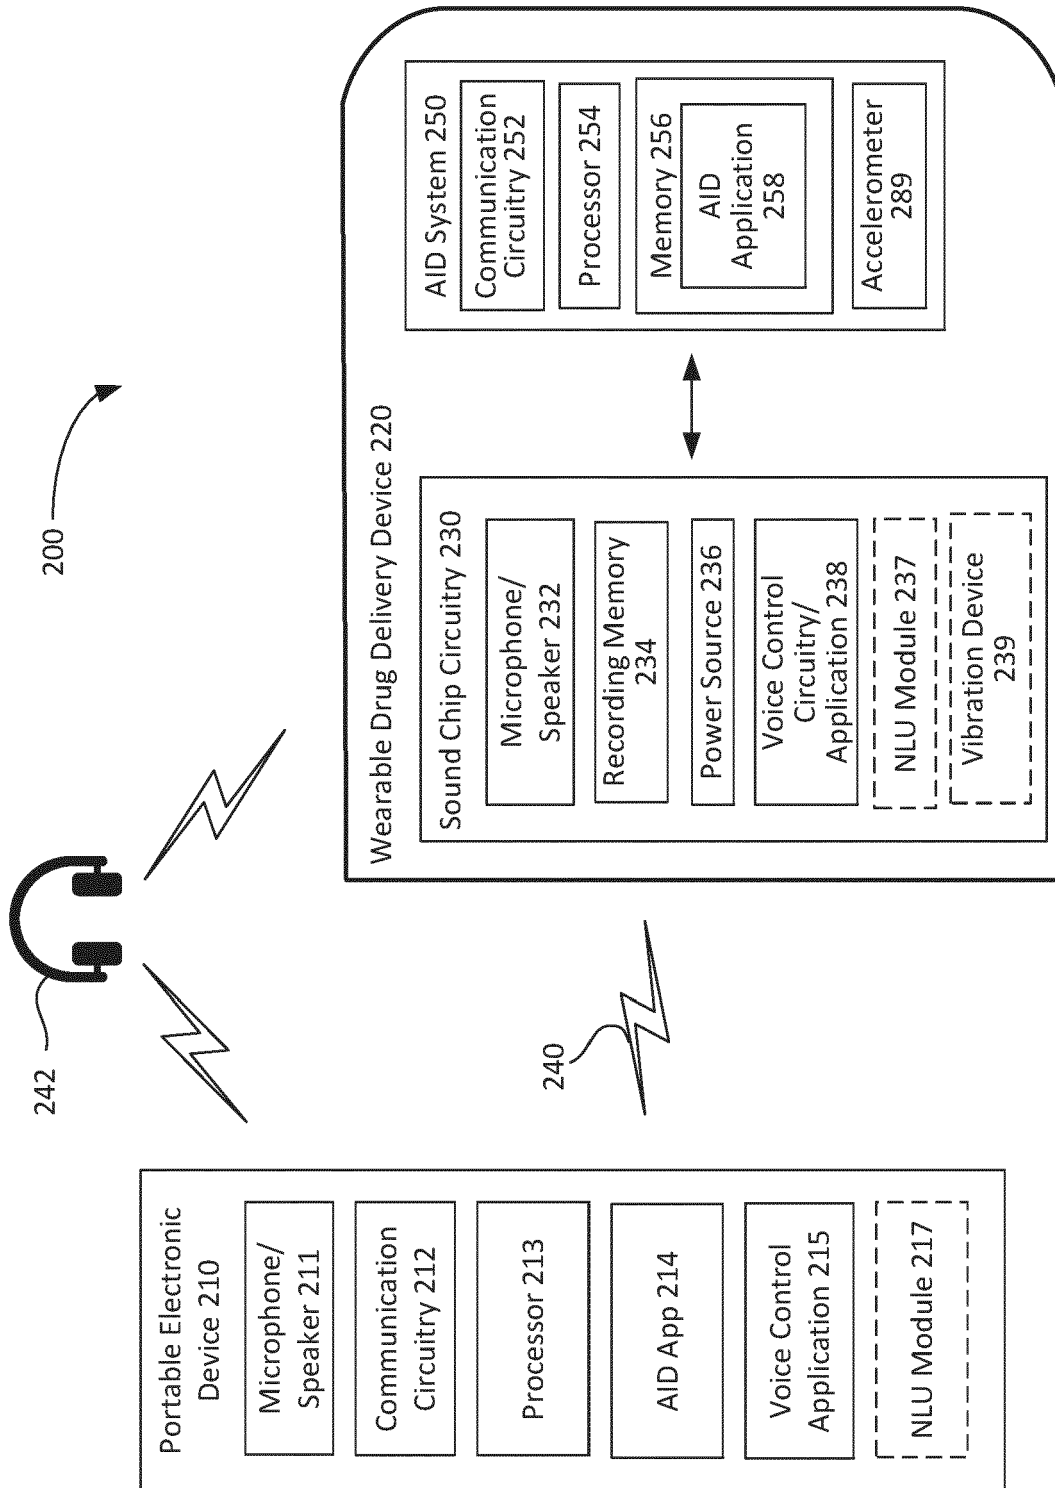 200
242
240
Portable Electronic
Device 210
Microphone/
Speaker 211
Communication
Circuitry 212
Processor 213
AID App 214
Voice Control
Application 215
NLU Module 217
Wearable Drug Delivery Device 220
Sound Chip Circuitry 230
Microphone/
Speaker 232
Recording Memory
234
Power Source 236
Voice Control
Circuitry/
Application 238
NLU Module 237
Vibration Device
239
AID System 250
Communication
Circuitry 252
Processor 254
Memory 256
AID
Application
258
Accelerometer
289